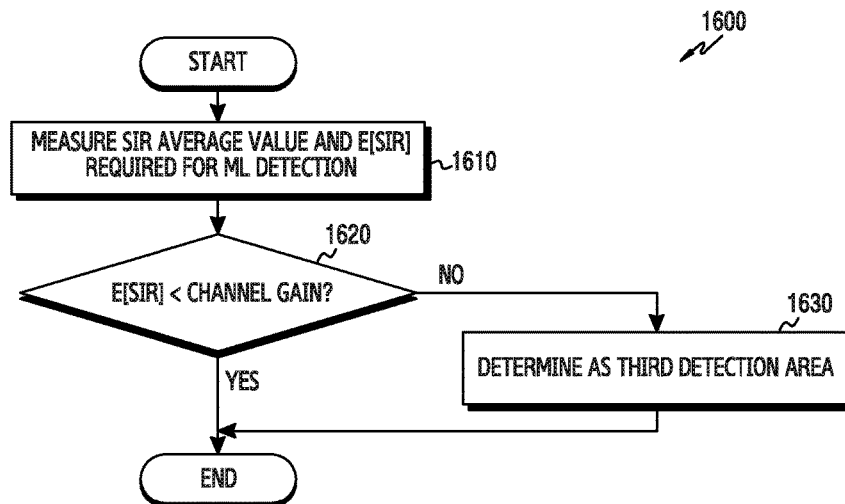 1600
START
MEASURE SIR AVERAGE VALUE AND E[SIR]
REQUIRED FOR ML DETECTION
1610
1620
E[SIR] < CHANNEL GAIN?
NO
1630
DETERMINE AS THIRD DETECTION AREA
YES
END